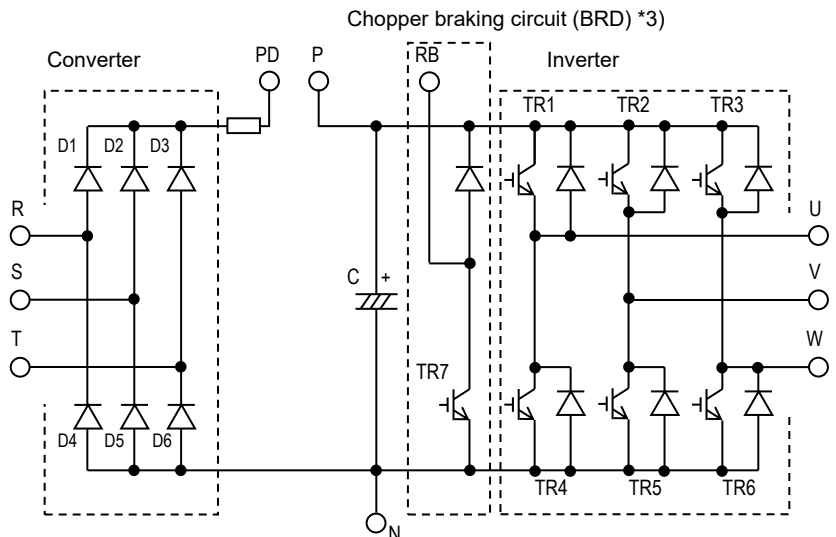 Chopper braking circuit (BRD) *3)
Converter
PD
P
RB
Inverter
TR1
TR2
TR3
D1
D2
D3
R
U
S
C
+
V
T
W
TR7
D4
D5
D6
TR4
TR5
TR6
N